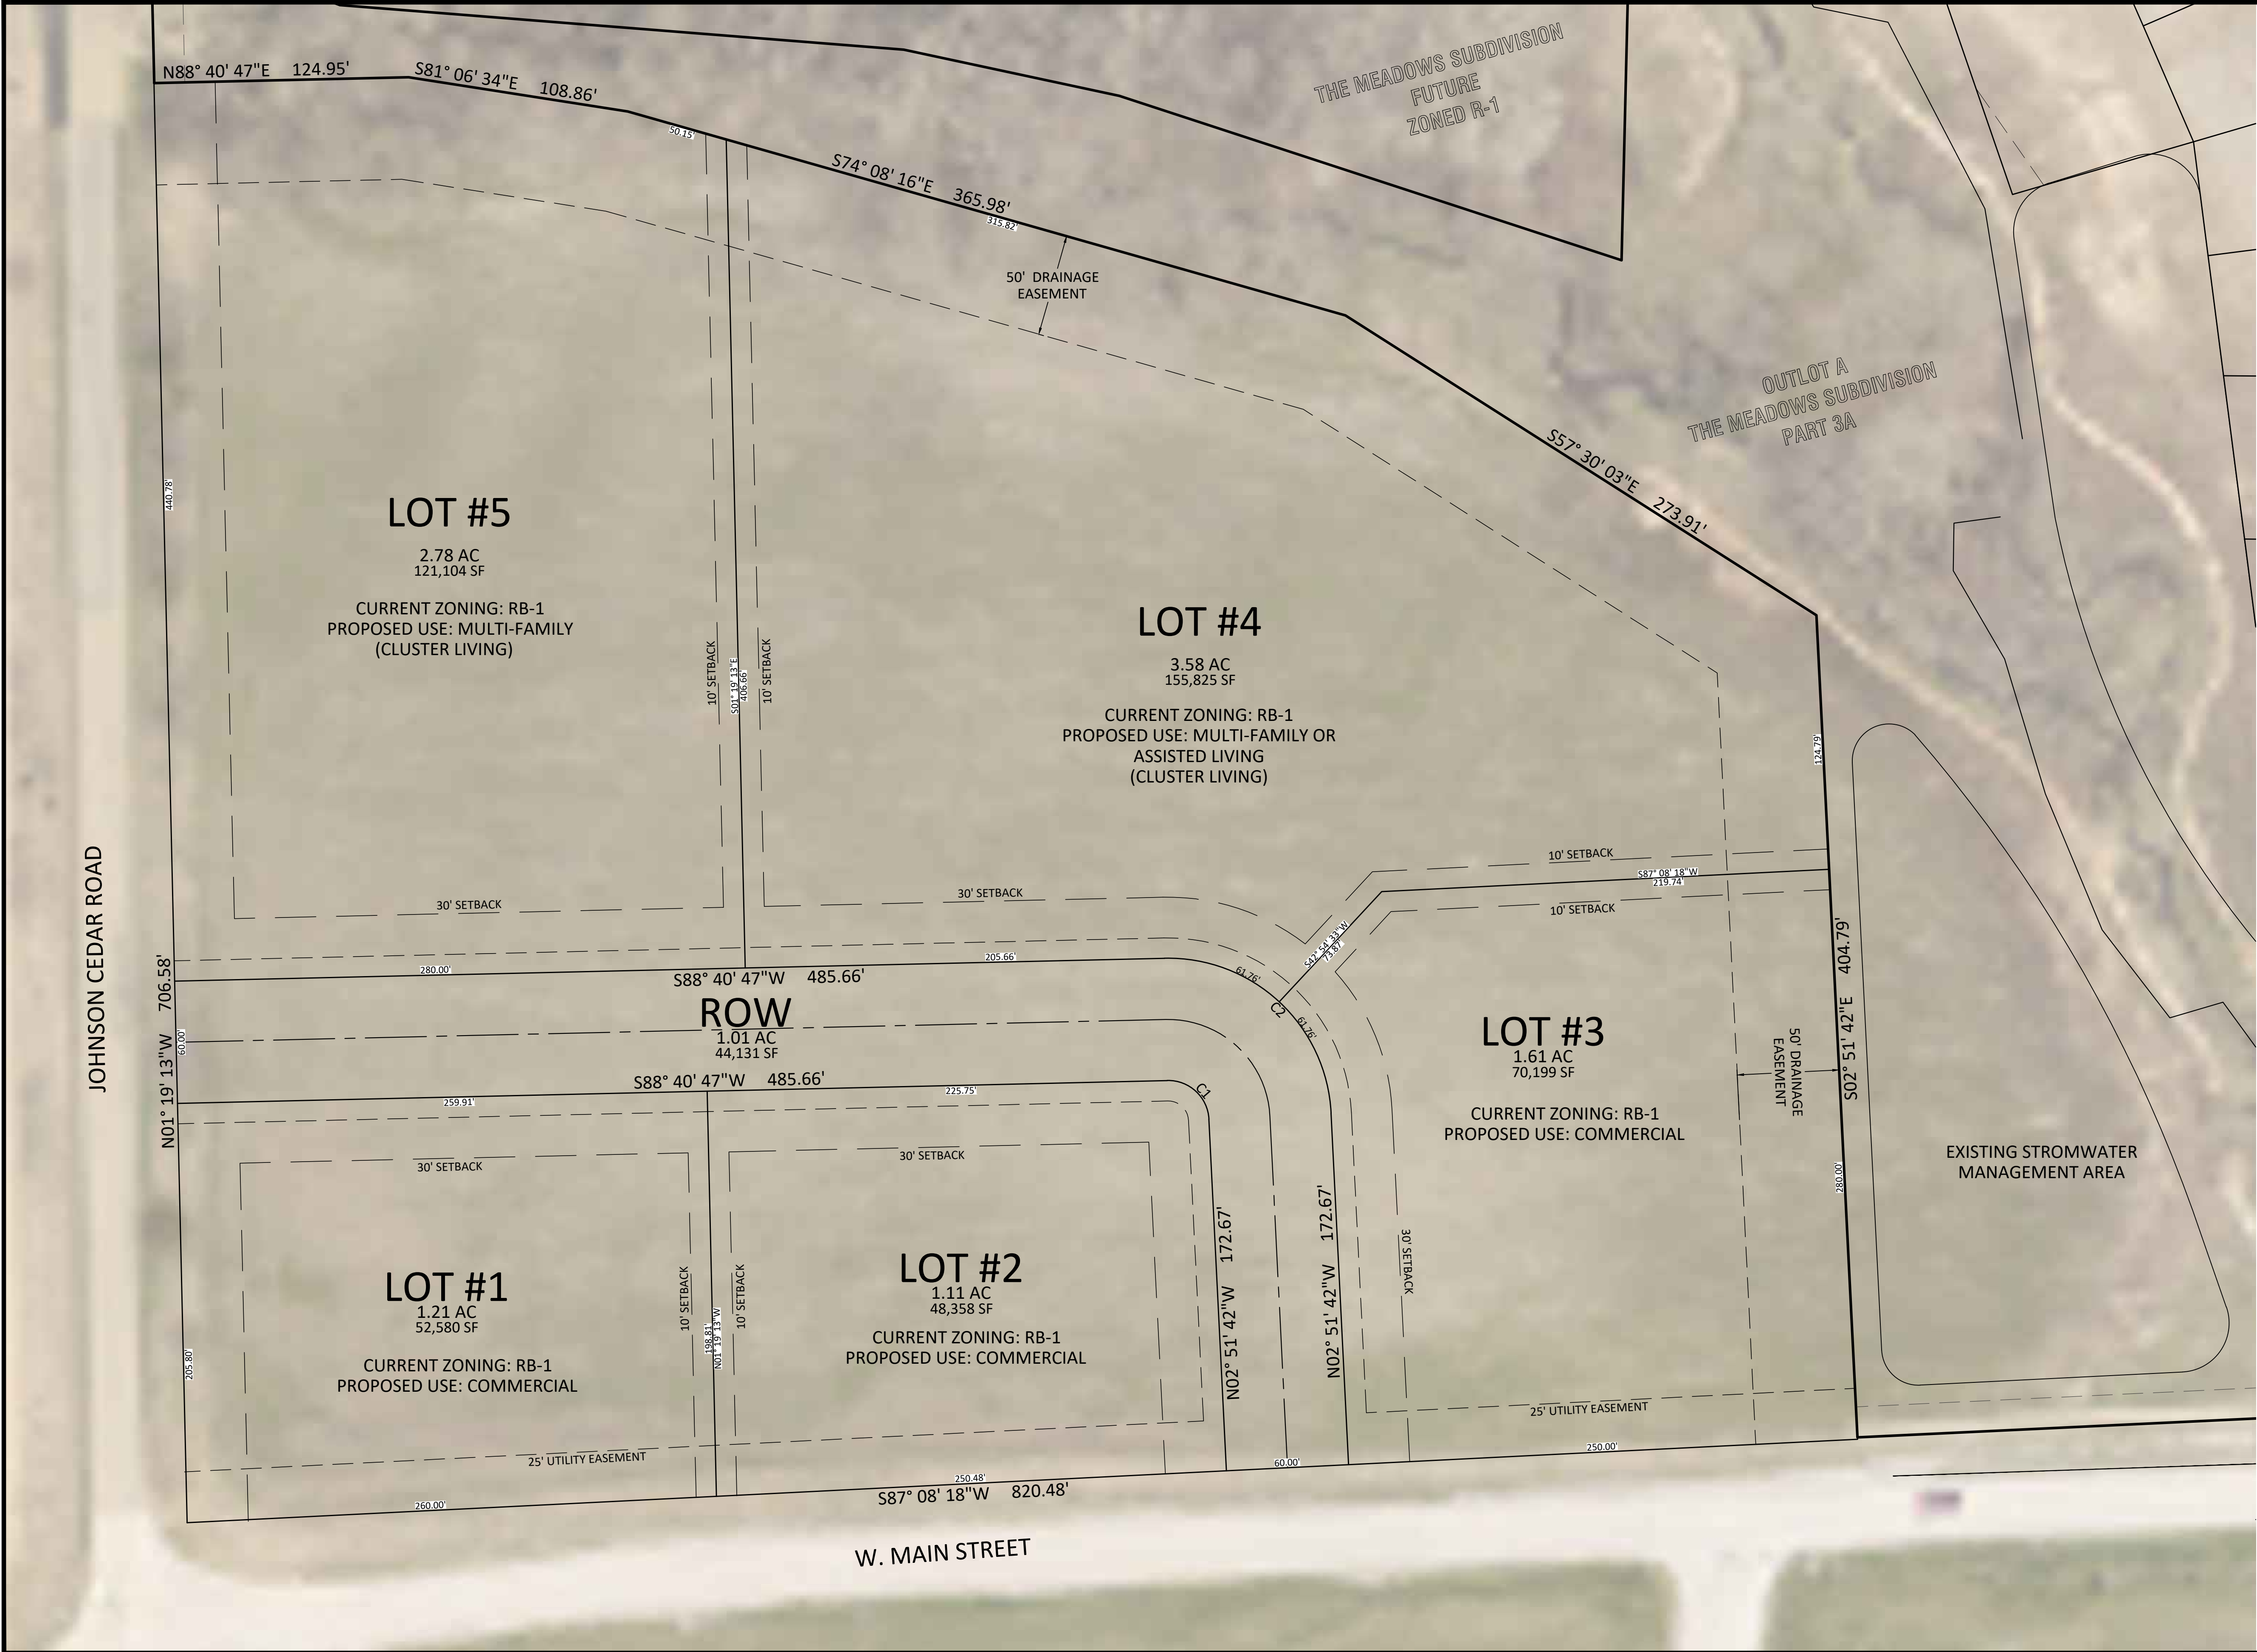 N88° 40' 47"E 124.95'
S81° 06' 34"E 108.86'
50.15'
S74° 08' 16"E 365.98'
315.82'
50' DRAINAGE
EASEMENT
THE MEADOWS SUBDIVISION
FUTURE
ZONED R-1
OUTLOT A
THE MEADOWS SUBDIVISION
PART 3A
S57° 30' 03"E 273.91'
440.78'
LOT #5
2.78 AC
121,104 SF
CURRENT ZONING: RB-1
PROPOSED USE: MULTI-FAMILY
(CLUSTER LIVING)
10' SETBACK
S01° 19' 13"E
406.66'
10' SETBACK
LOT #4
3.58 AC
155,825 SF
CURRENT ZONING: RB-1
PROPOSED USE: MULTI-FAMILY OR
ASSISTED LIVING
(CLUSTER LIVING)
124.79'
10' SETBACK
S87° 08' 18"W
219.74'
10' SETBACK
30' SETBACK
30' SETBACK
S42° 54' 33"W
73.87'
280.00'
205.66'
61.76'
C2
61.76'
S88° 40' 47"W 485.66'
ROW
1.01 AC
44,131 SF
S88° 40' 47"W 485.66'
JOHNSON CEDAR ROAD
N01° 19' 13"W 706.58'
60.00'
259.91'
225.75'
C1
LOT #3
1.61 AC
70,199 SF
CURRENT ZONING: RB-1
PROPOSED USE: COMMERCIAL
50' DRAINAGE
EASEMENT
S02° 51' 42"E 404.79'
280.00'
EXISTING STROMWATER
MANAGEMENT AREA
30' SETBACK
30' SETBACK
LOT #1
1.21 AC
52,580 SF
CURRENT ZONING: RB-1
PROPOSED USE: COMMERCIAL
205.80'
10' SETBACK
198.81'
N01° 19' 13"W
10' SETBACK
LOT #2
1.11 AC
48,358 SF
CURRENT ZONING: RB-1
PROPOSED USE: COMMERCIAL
N02° 51' 42"W 172.67'
N02° 51' 42"W 172.67'
30' SETBACK
25' UTILITY EASEMENT
25' UTILITY EASEMENT
260.00'
250.48'
60.00'
250.00'
S87° 08' 18"W 820.48'
W. MAIN STREET